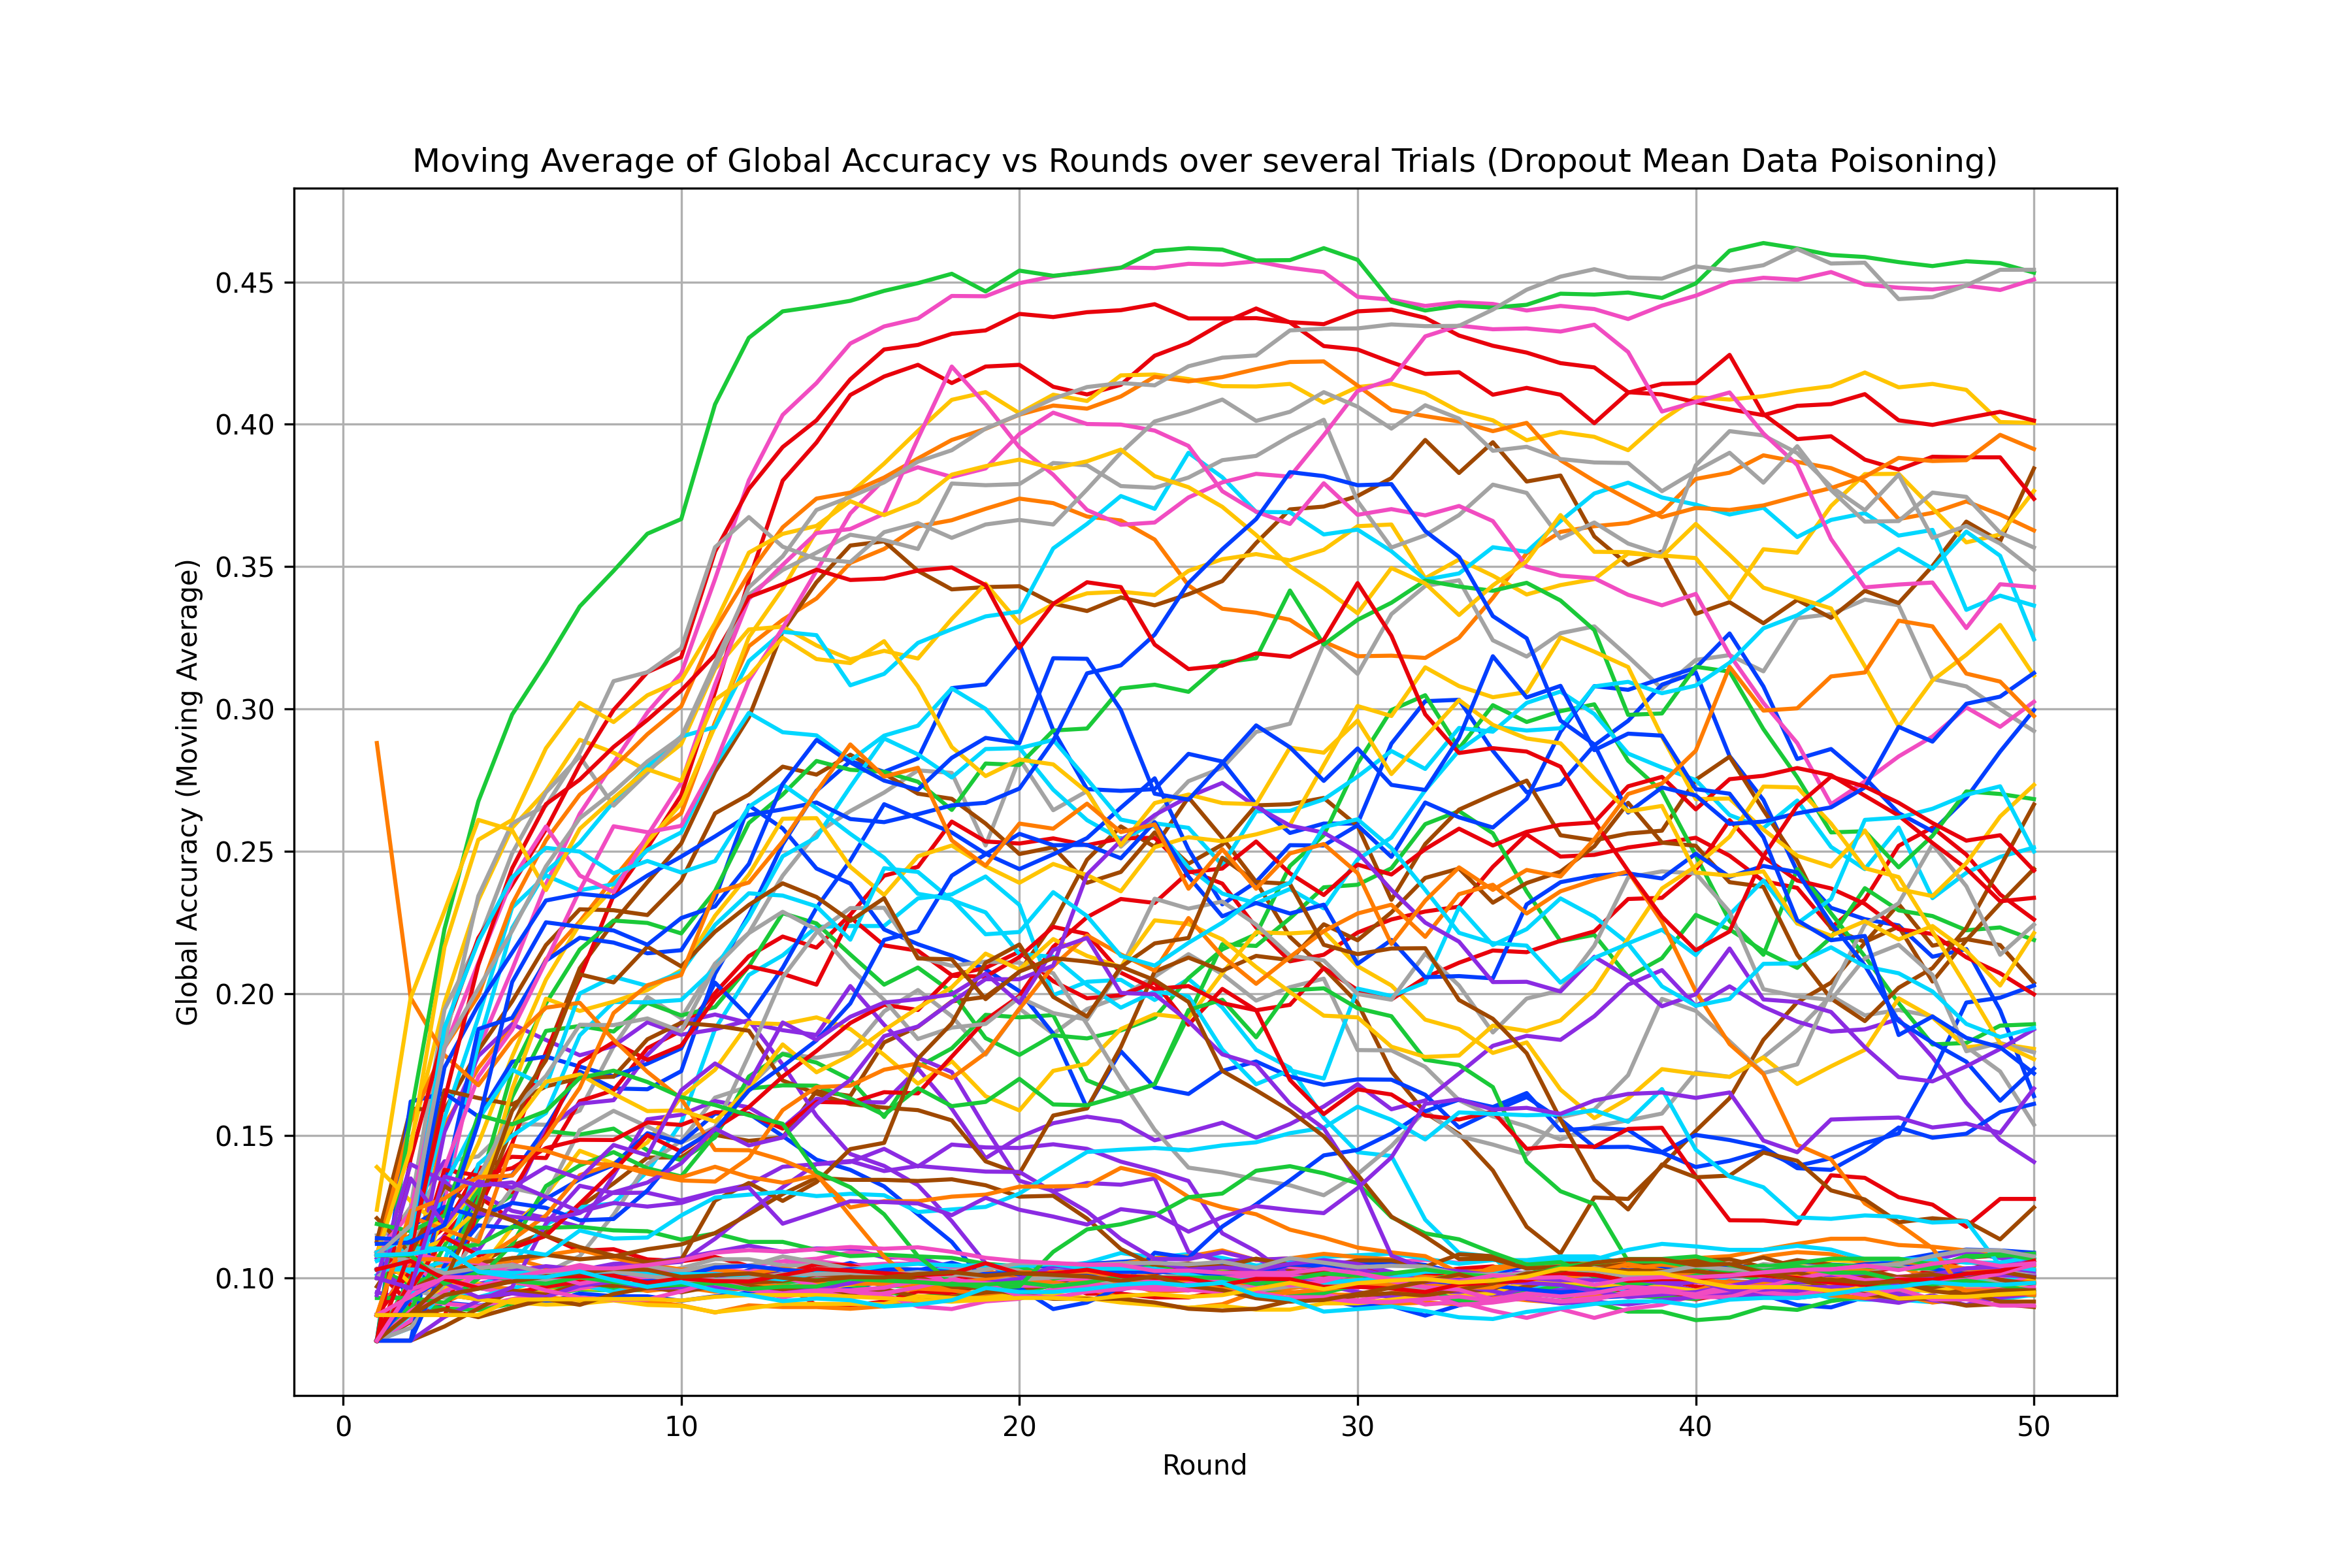 Moving Average of Global Accuracy vs Rounds over several Trials (Dropout Mean Data Poisoning)
Global Accuracy (Moving Average)
0.45
0.40
0.35
0.30
0.25
0.20
0.15
0.10
0 10 20 30 40 50
Round